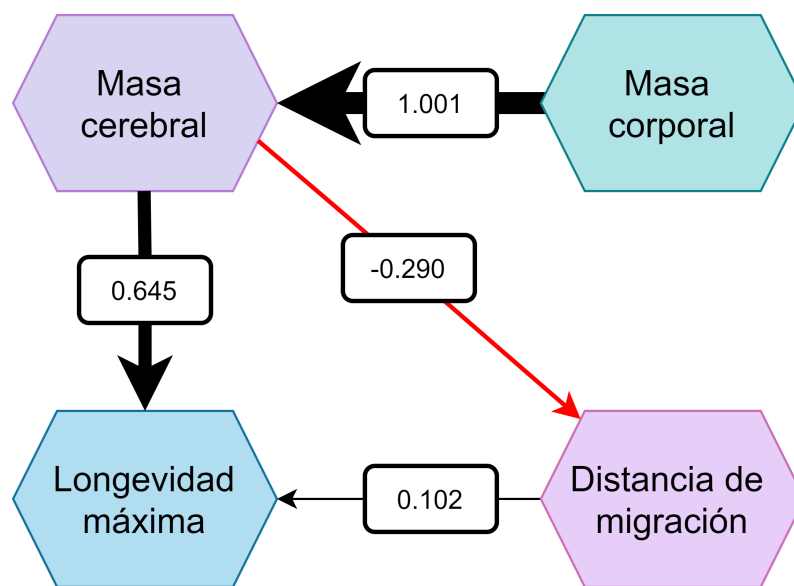 Masa
cerebral
1.001
Masa
corporal
-0.290
0.645
Longevidad
máxima
0.102
Distancia de
migración